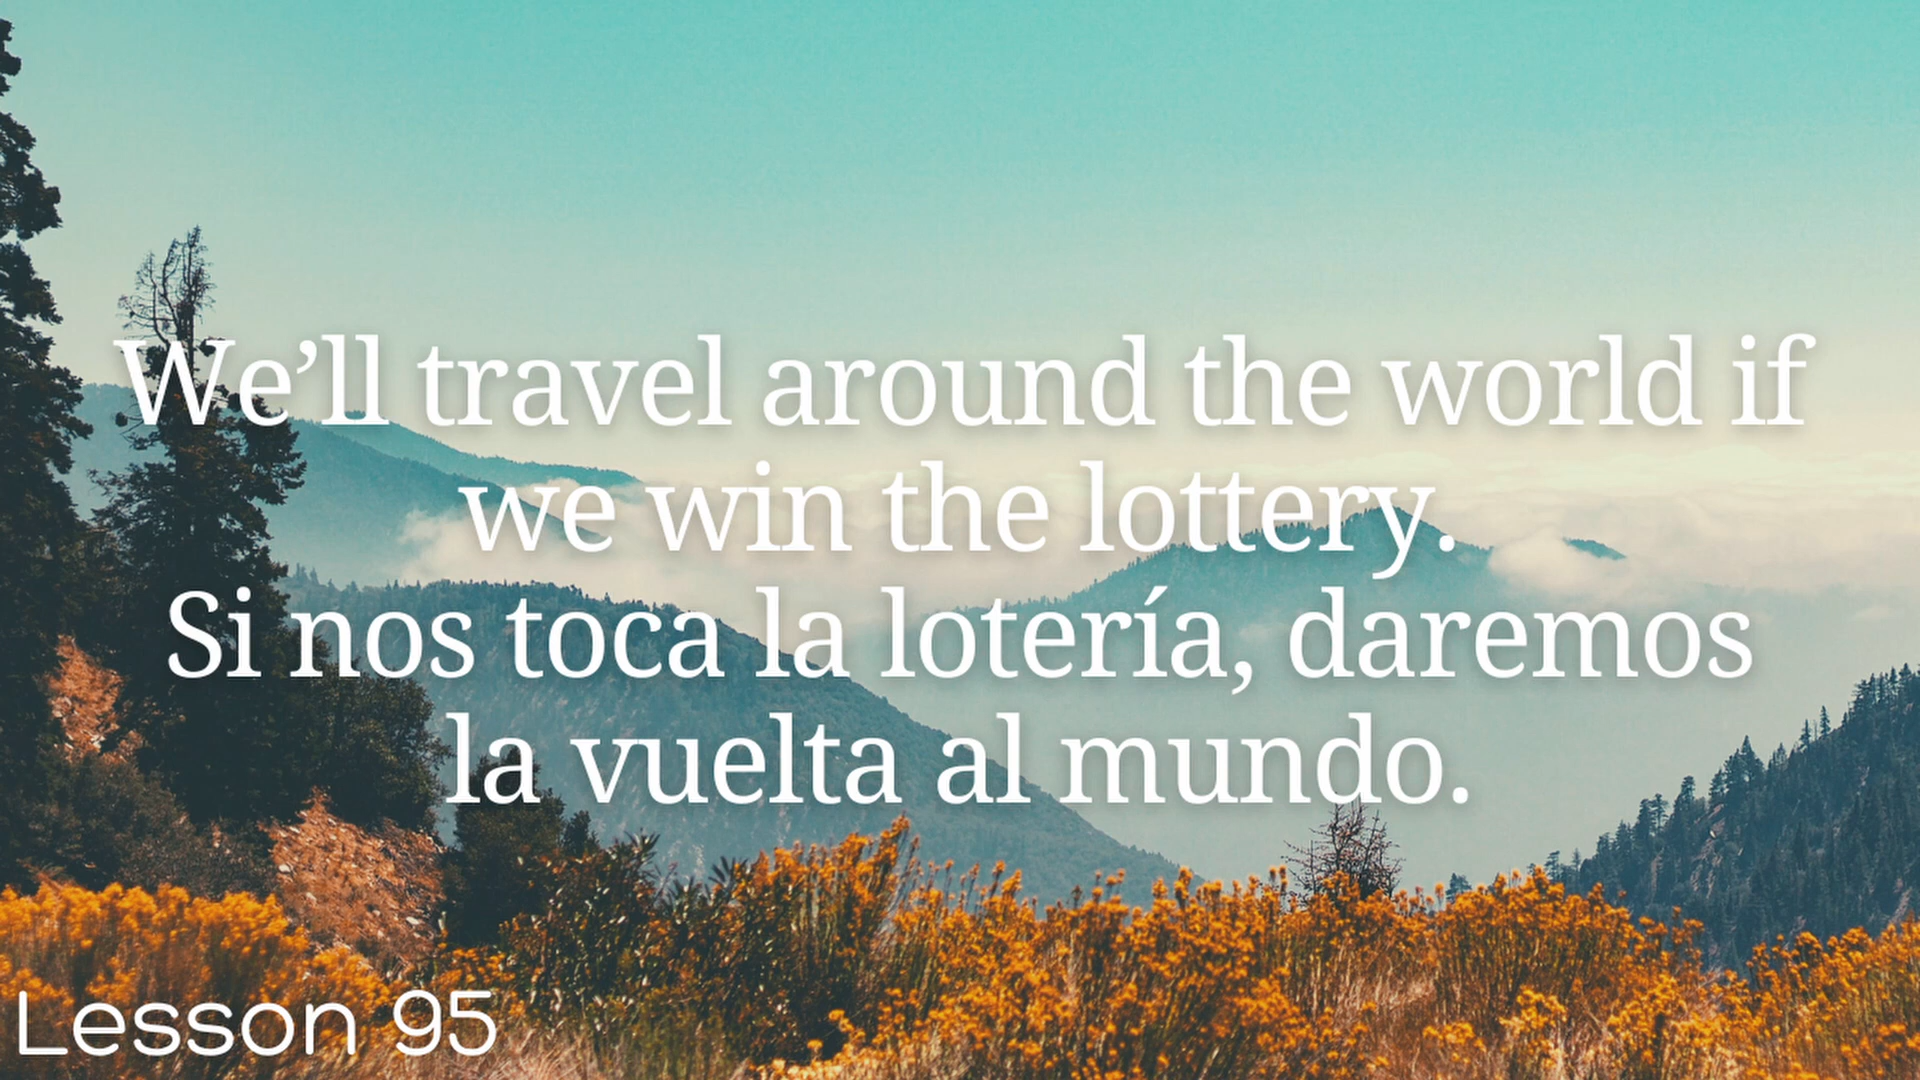 We’ll travel around the world if
we win the lottery.
Si nos toca la lotería, daremos
la vuelta al mundo.
Lesson 95